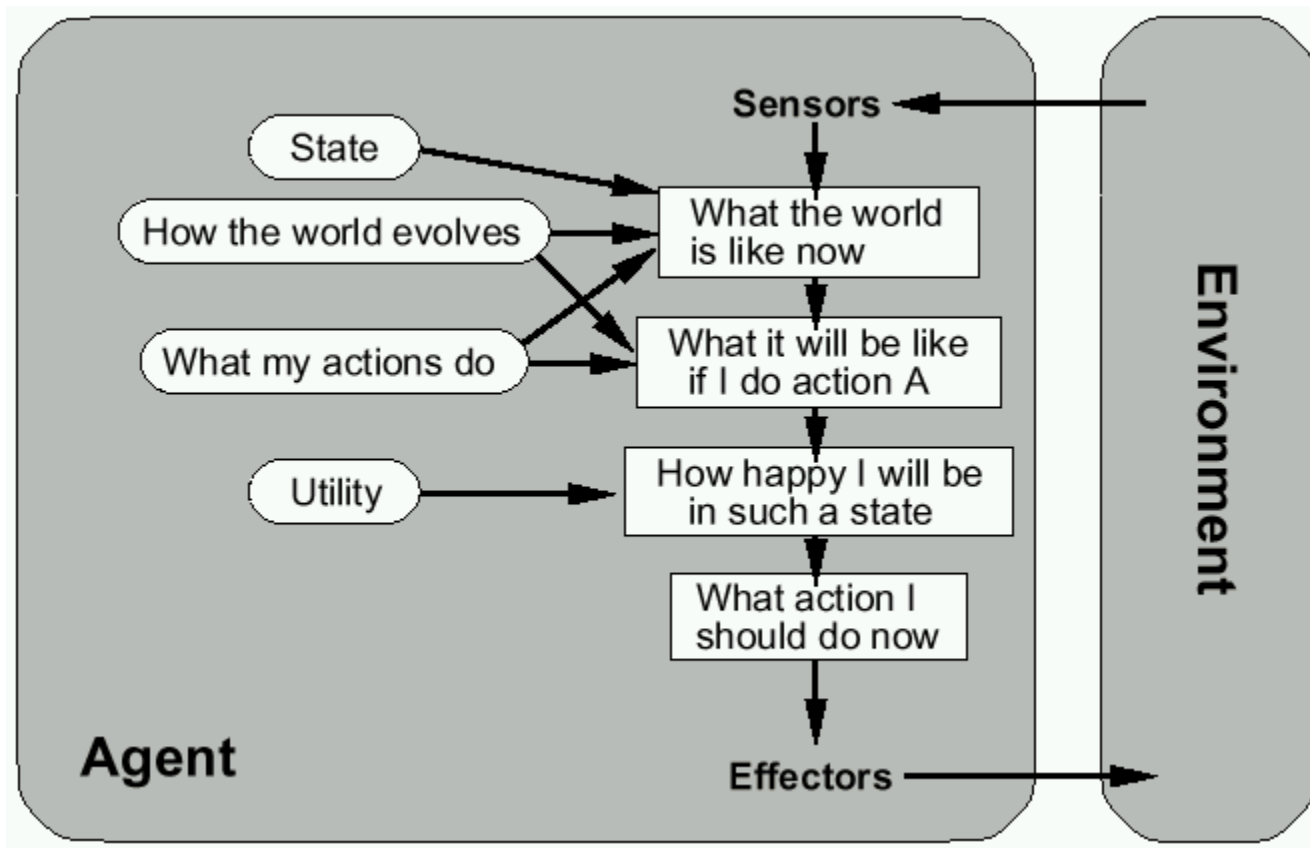 Sensors
State
What the world
is like now
How the world evolves
What it will be like
if I do action A
What my actions do
How happy I will be
in such a state
Utility
What action I
should do now
Agent
Effectors
Environment